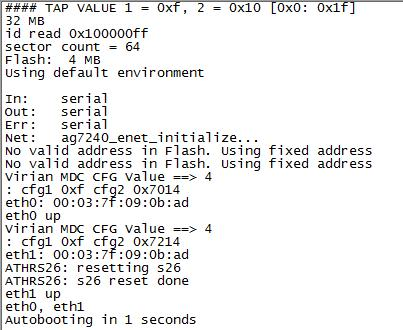 #### TAP VALUE 1 = 0xf, 2 = 0x10 [0x0: 0x1f]
32 MB
id read 0x100000ff
sector count = 64
Flash:  4 MB
Using default environment

In:    serial
Out:   serial
Err:   serial
Net:   ag7240_enet_initialize...
No valid address in Flash. Using fixed address
No valid address in Flash. Using fixed address
Virian MDC CFG Value ==> 4
: cfg1 0xf cfg2 0x7014
eth0: 00:03:7f:09:0b:ad
eth0 up
Virian MDC CFG Value ==> 4
: cfg1 0xf cfg2 0x7214
eth1: 00:03:7f:09:0b:ad
ATHRS26: resetting s26
ATHRS26: s26 reset done
eth1 up
eth0, eth1
Autobooting in 1 seconds